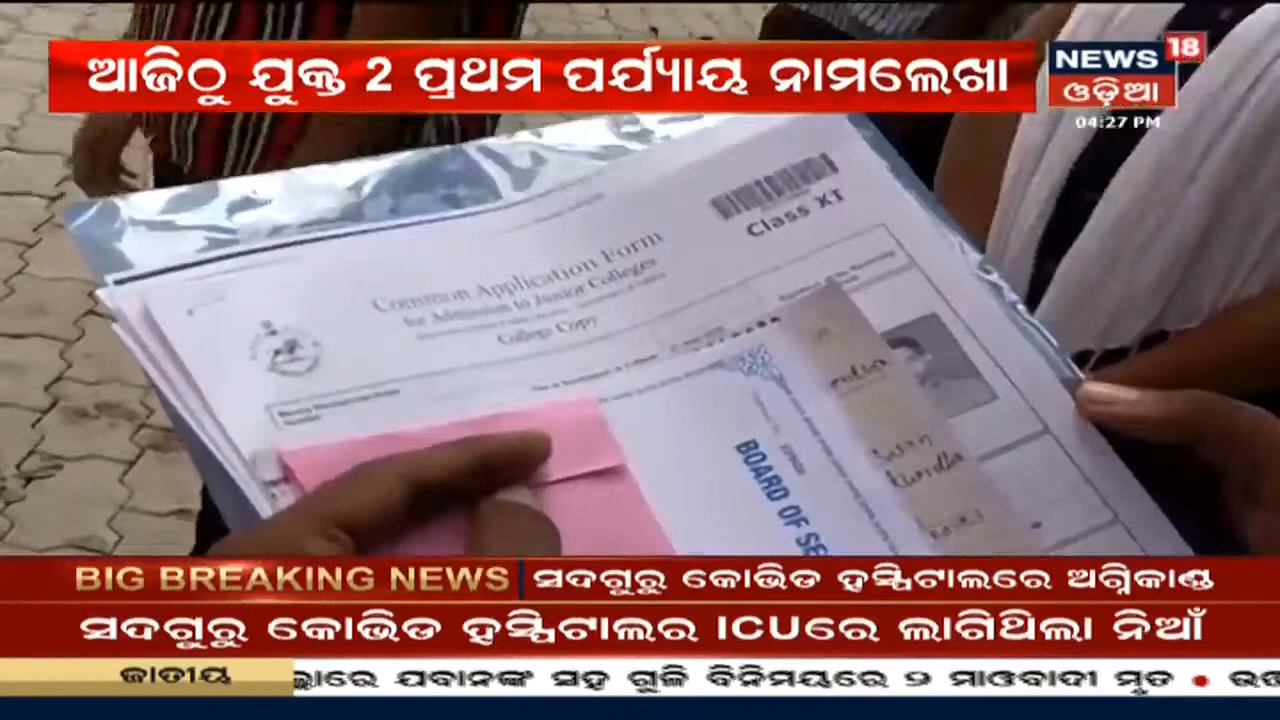 ଆଜିଠୁ ଯୁକ୍ତ 2 ପ୍ରଥମ ପର୍ଯ୍ୟାୟ ନାମଲେଖା
NEWS 18
ଓଡ଼ିଆ
04:27 PM
Class XI
Common Application Form
for Admission to Junior Colleges
College Copy
BOARD OF SE
BIG BREAKING NEWS ସଦଗୁରୁ କୋଭିଡ ହସ୍ପିଟାଲରେ ଅଗ୍ନିକାଣ୍ଡ
ସଦଗୁରୁ କୋଭିଡ ହସ୍ପିଟାଲର ICUରେ ଲାଗିଥିଲା ନିଆଁ
ଜାତୀୟ ଲ୍ଲାରେ ଯବାନଙ୍କ ସହ ଗୁଳି ବିନିମୟରେ ୨ ମାଓବାଦୀ ମୃତ